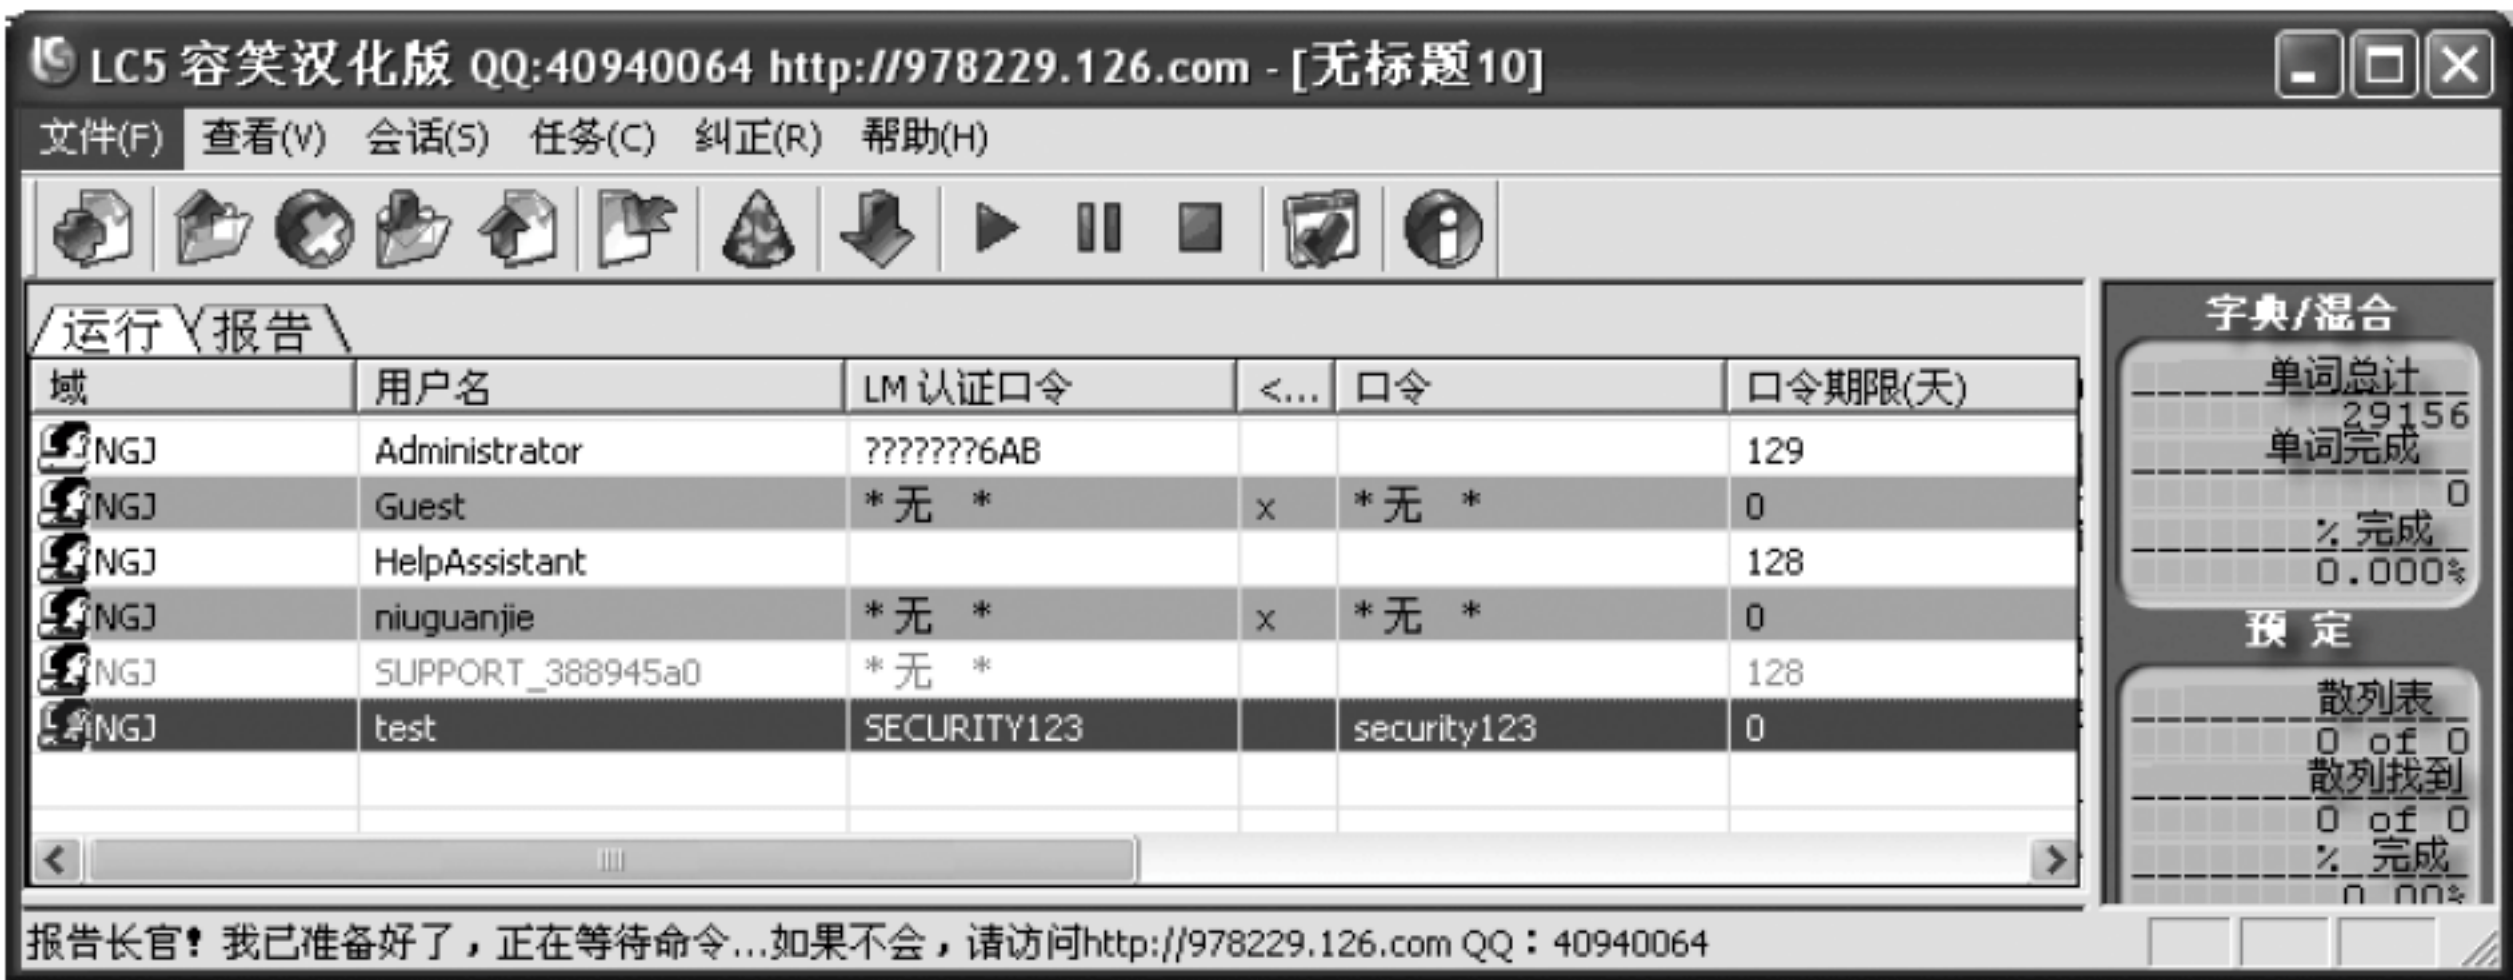 LC5 容笑汉化版 QQ:40940064 http://978229.126.com - [无标题10]
文件(F) 查看(V) 会话(S) 任务(C) 纠正(R) 帮助(H)
运行 报告
域 用户名 LM 认证口令 <... 口令 口令期限(天)
NGJ Administrator ???????6AB 129
NGJ Guest * 无 * x * 无 * 0
NGJ HelpAssistant 128
NGJ niuguanjie * 无 * x * 无 * 0
NGJ SUPPORT_388945a0 * 无 * 128
NGJ test SECURITY123 security123 0
字典/混合
单词总计
29156
单词完成
0
% 完成
0.000%
预 定
散列表
0 of 0
散列找到
0 of 0
% 完成
0.00%
报告长官！我已准备好了，正在等待命令...如果不会，请访问http://978229.126.com QQ：40940064